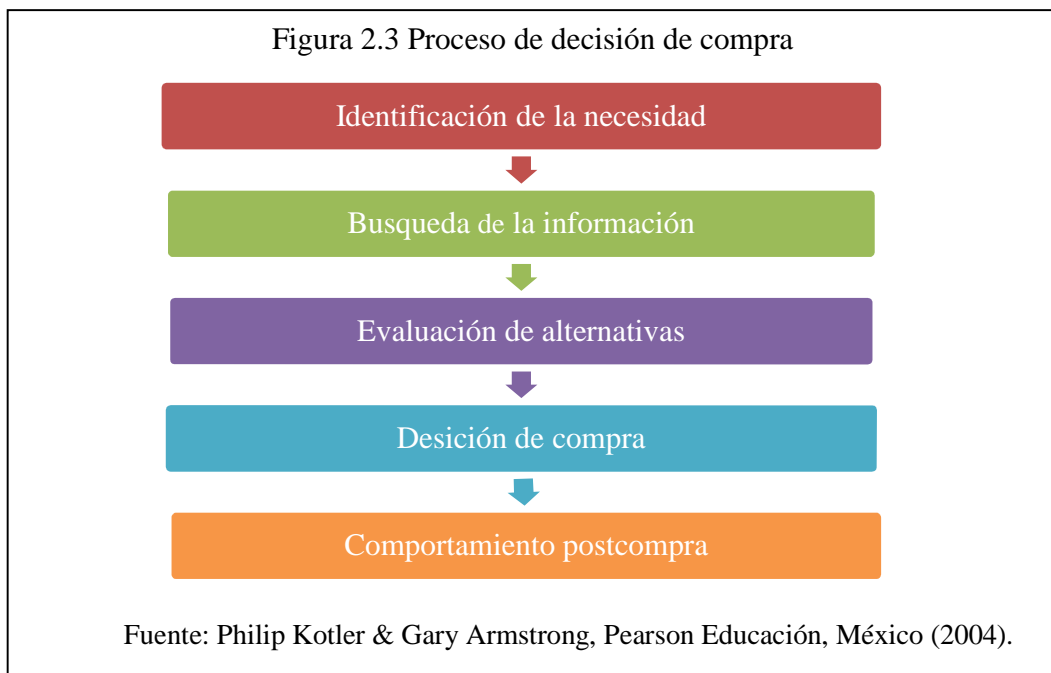 Figura 2.3 Proceso de decisión de compra
Identificación de la necesidad
Busqueda de la información
Evaluación de alternativas
Desición de compra
Comportamiento postcompra
Fuente: Philip Kotler & Gary Armstrong, Pearson Educación, México (2004).